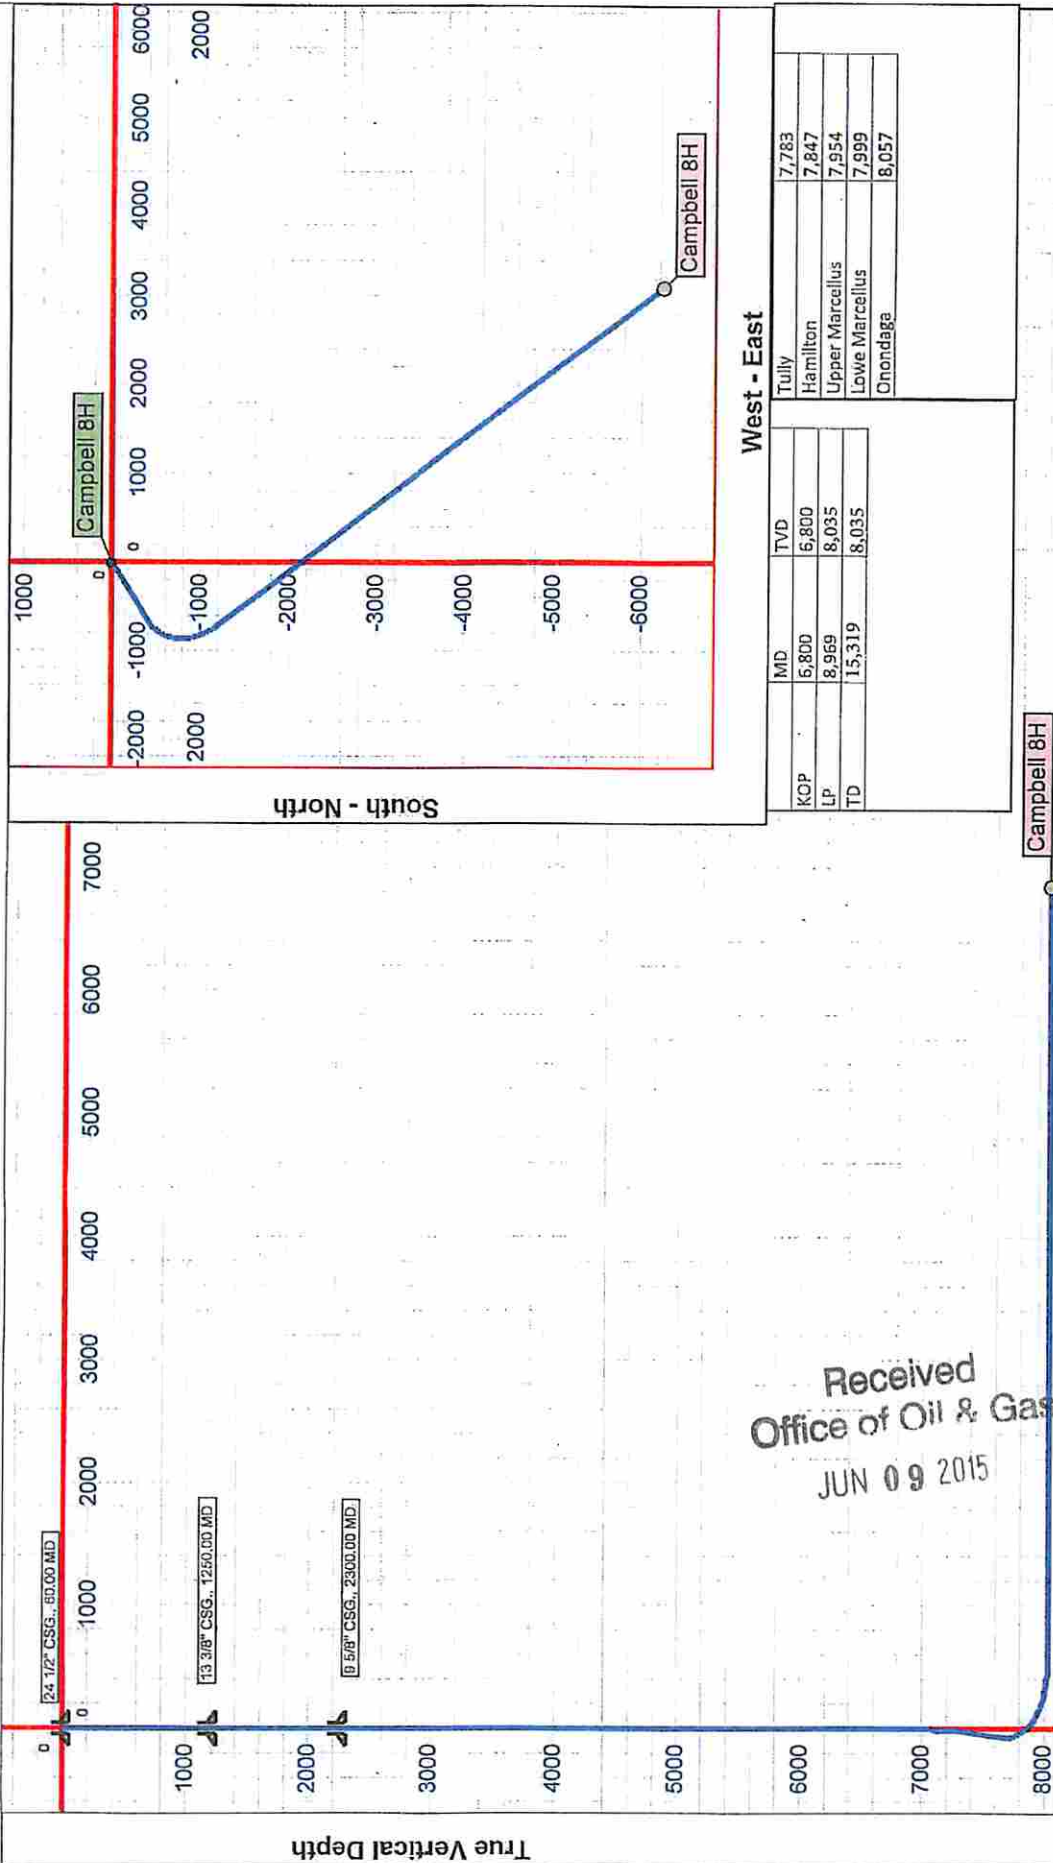 1000
Campbell 8H
0
0
-2000
-1000
1000
2000
3000
4000
5000
6000
2000
-1000
2000
-2000
-3000
-4000
-5000
-6000
Campbell 8H
South - North
West - East
MD TVD
KOP 6,800 6,800
LP 8,969 8,035
TD 15,319 8,035
Tully 7,783
Hamilton 7,847
Upper Marcellus 7,954
Lowe Marcellus 7,999
Onondaga 8,057
24 1/2" CSG., 60.00 MD
0
0
1000
2000
3000
4000
5000
6000
7000
13 3/8" CSG., 1250.00 MD
9 5/8" CSG., 2300.00 MD
1000
2000
3000
4000
5000
6000
7000
8000
True Vertical Depth
Campbell 8H
Received
Office of Oil & Gas
JUN 09 2015